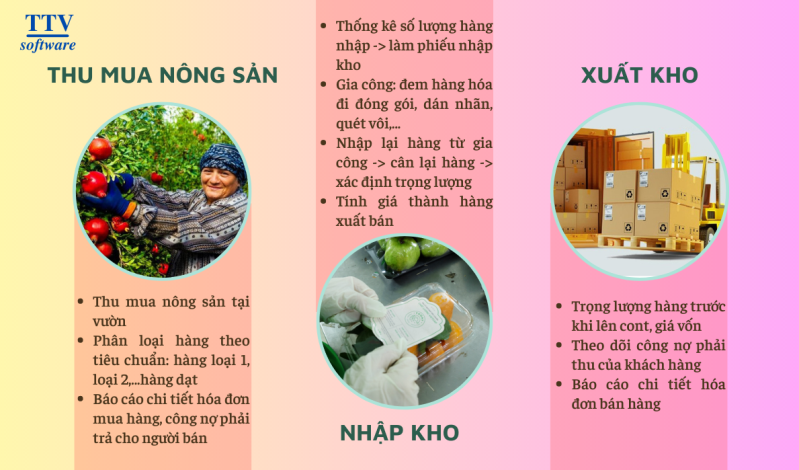 TTV
software
THU MUA NÔNG SẢN
• Thu mua nông sản tại
vườn
• Phân loại hàng theo
tiêu chuẩn: hàng loại 1,
loại 2,...hàng dạt
• Báo cáo chi tiết hóa đơn
mua hàng, công nợ phải
trả cho người bán
• Thống kê số lượng hàng
nhập -> làm phiếu nhập
kho
• Gia công: đem hàng hóa
đi đóng gói, dán nhãn,
quét vôi,...
• Nhập lại hàng từ gia
công -> cân lại hàng ->
xác định trọng lượng
• Tính giá thành hàng
xuất bán
NHẬP KHO
XUẤT KHO
• Trọng lượng hàng trước
khi lên cont, giá vốn
• Theo dõi công nợ phải
thu của khách hàng
• Báo cáo chi tiết hóa
đơn bán hàng